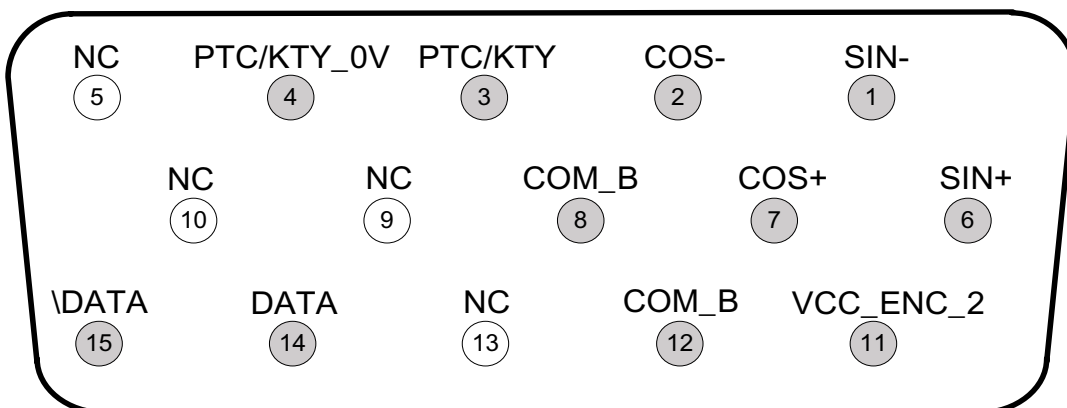 NC PTC/KTY_0V PTC/KTY COS- SIN-
5 4 3 2 1
NC NC COM_B COS+ SIN+
10 9 8 7 6
\DATA DATA NC COM_B VCC_ENC_2
15 14 13 12 11